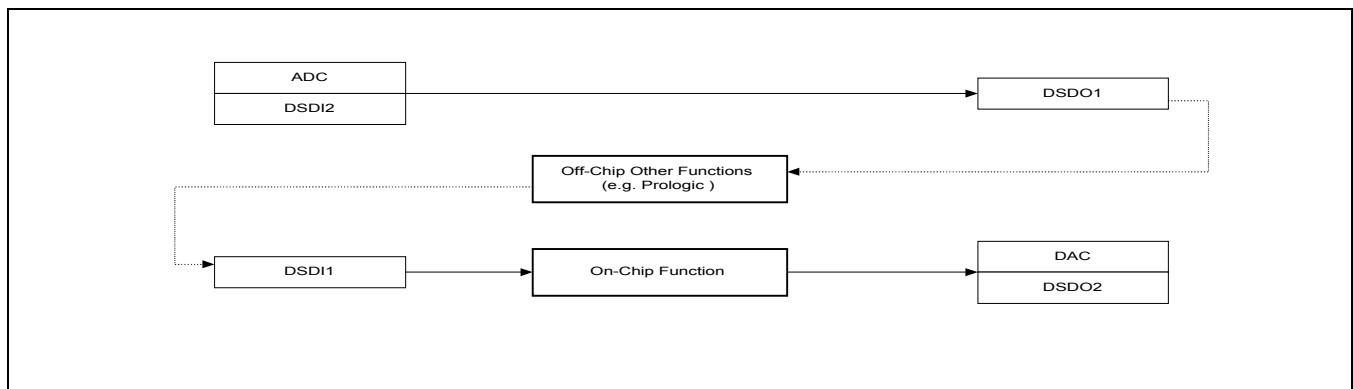 ADC
DSDI2
DSDO1
Off-Chip Other Functions
(e.g. Prologic )
DSDI1
On-Chip Function
DAC
DSDO2